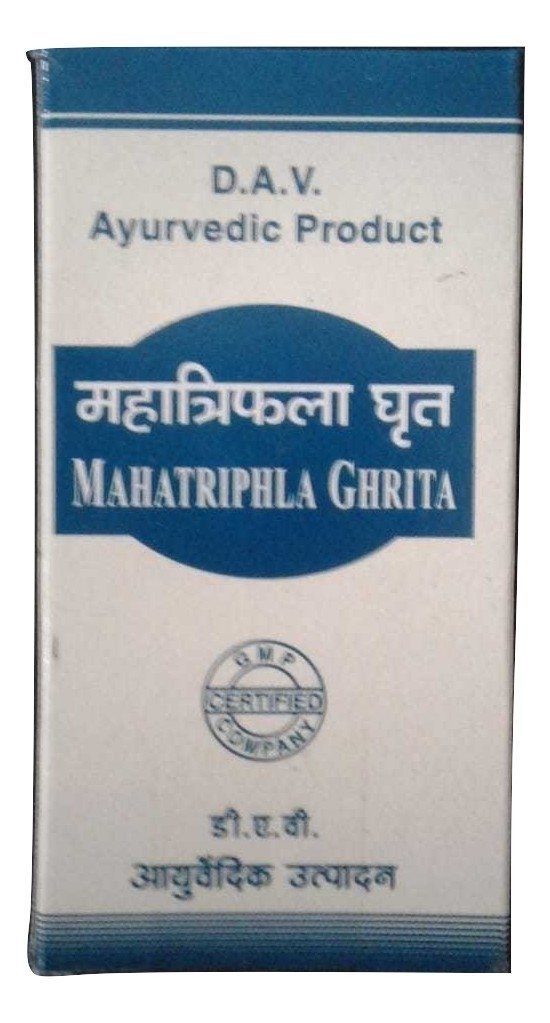 D.A.V.
Ayurvedic Product
महात्रिफला घृत
MAHATRIPHLA GHRITA
GMP
CERTIFIED
COMPANY
डी.ए.वी.
आयुर्वेदिक उत्पादन